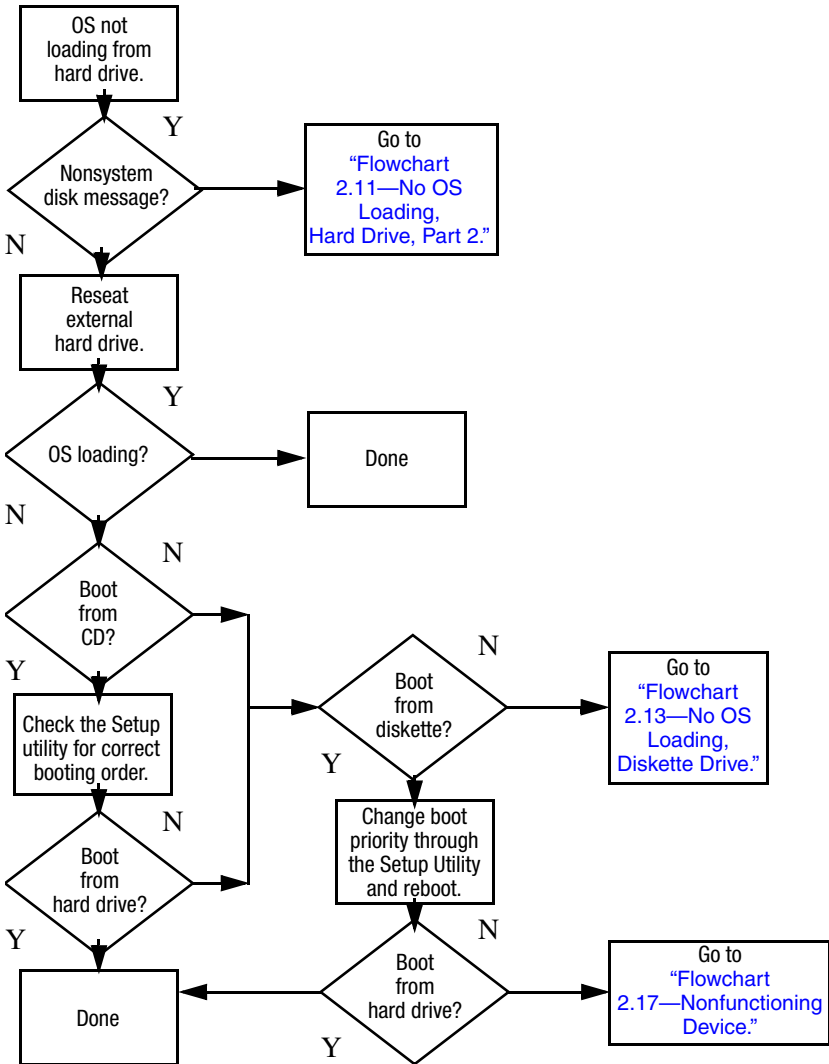 OS not
loading from
hard drive.
Y
Nonsystem
disk message?
Go to
“Flowchart
2.11—No OS
Loading,
Hard Drive, Part 2.”
N
Reseat
external
hard drive.
Y
OS loading?
Done
N
N
Boot
from
CD?
Y
Check the Setup
utility for correct
booting order.
N
Boot
from
hard drive?
Y
Done
N
Boot
from
diskette?
Go to
“Flowchart
2.13—No OS
Loading,
Diskette Drive.”
Y
Change boot
priority through
the Setup Utility
and reboot.
N
Boot
from
hard drive?
Y
Go to
“Flowchart
2.17—Nonfunctioning
Device.”